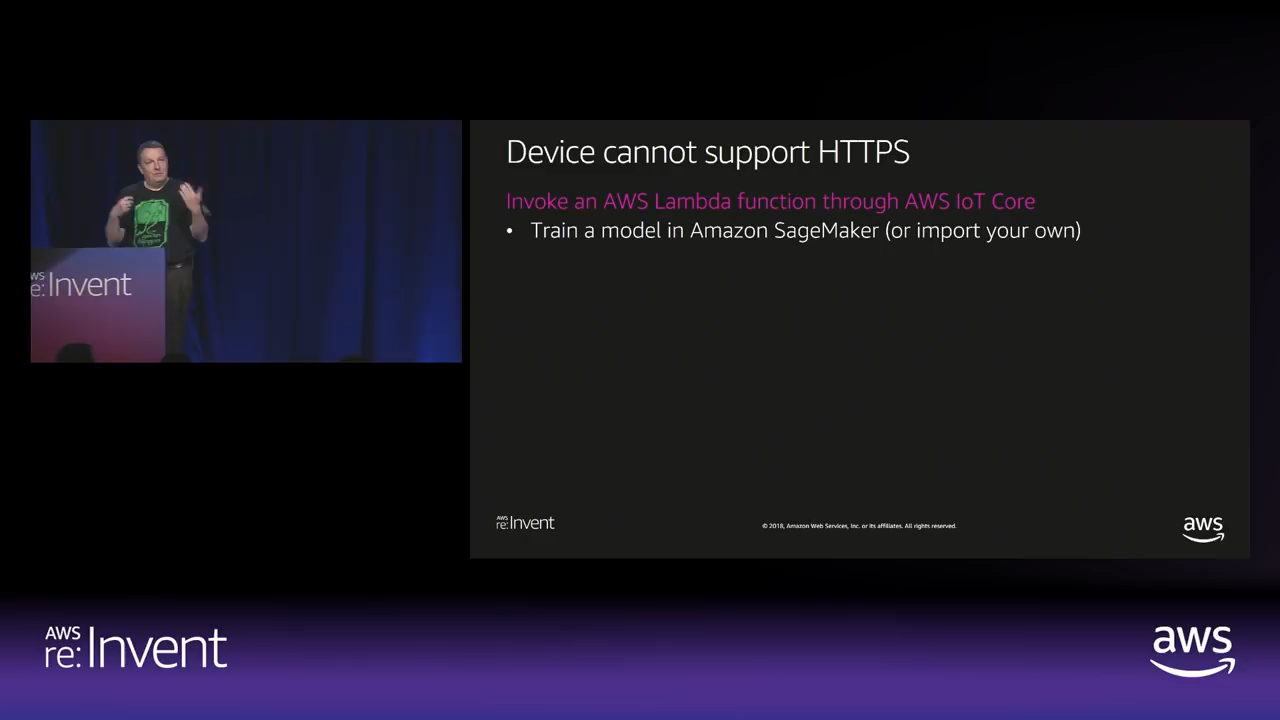 Device cannot support HTTPS
Invoke an AWS Lambda function through AWS IoT Core
• Train a model in Amazon SageMaker (or import your own)
AWS
re:Invent
© 2018, Amazon Web Services, Inc. or its affiliates. All rights reserved.
aws
WS
e:Invent
AWS
re:Invent
aws